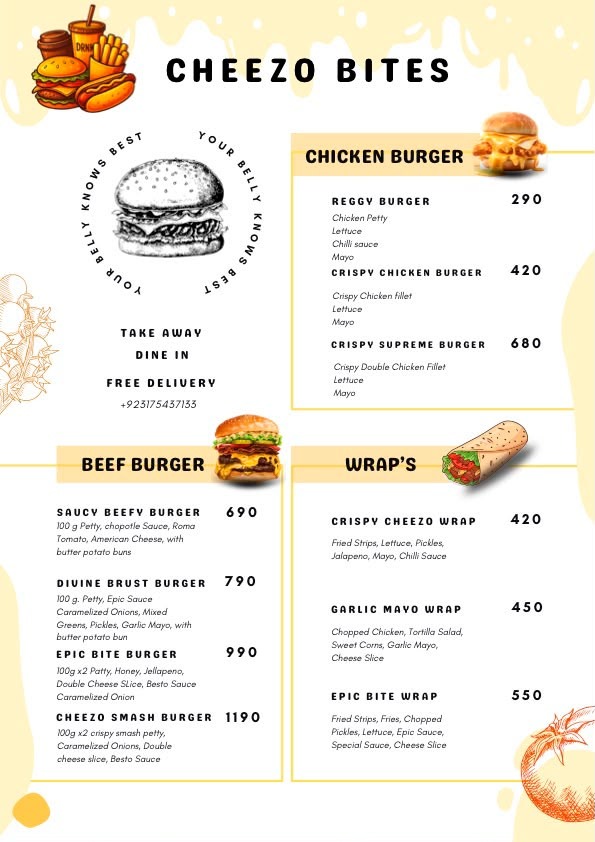 DRNK
CHEEZO BITES
YOUR BELLY KNOWS BEST
YOUR BELLY KNOWS BEST
TAKE AWAY
DINE IN
FREE DELIVERY
+923175437133
CHICKEN BURGER
REGGY BURGER 290
Chicken Petty
Lettuce
Chilli sauce
Mayo
CRISPY CHICKEN BURGER 420
Crispy Chicken fillet
Lettuce
Mayo
CRISPY SUPREME BURGER 680
Crispy Double Chicken Fillet
Lettuce
Mayo
BEEF BURGER
SAUCY BEEFY BURGER 690
100 g Petty, chopotle Sauce, Roma
Tomato, American Cheese, with
butter potato buns
DIVINE BRUST BURGER 790
100 g. Petty, Epic Sauce
Caramelized Onions, Mixed
Greens, Pickles, Garlic Mayo, with
butter potato bun
EPIC BITE BURGER 990
100g x2 Patty, Honey, Jellapeno,
Double Cheese SLice, Besto Sauce
Caramelized Onion
CHEEZO SMASH BURGER 1190
100g x2 crispy smash petty,
Caramelized Onions, Double
cheese slice, Besto Sauce
WRAP'S
CRISPY CHEEZO WRAP 420
Fried Strips, Lettuce, Pickles,
Jalapeno, Mayo, Chilli Sauce
GARLIC MAYO WRAP 450
Chopped Chicken, Tortilla Salad,
Sweet Corns, Garlic Mayo,
Cheese Slice
EPIC BITE WRAP 550
Fried Strips, Fries, Chopped
Pickles, Lettuce, Epic Sauce,
Special Sauce, Cheese Slice